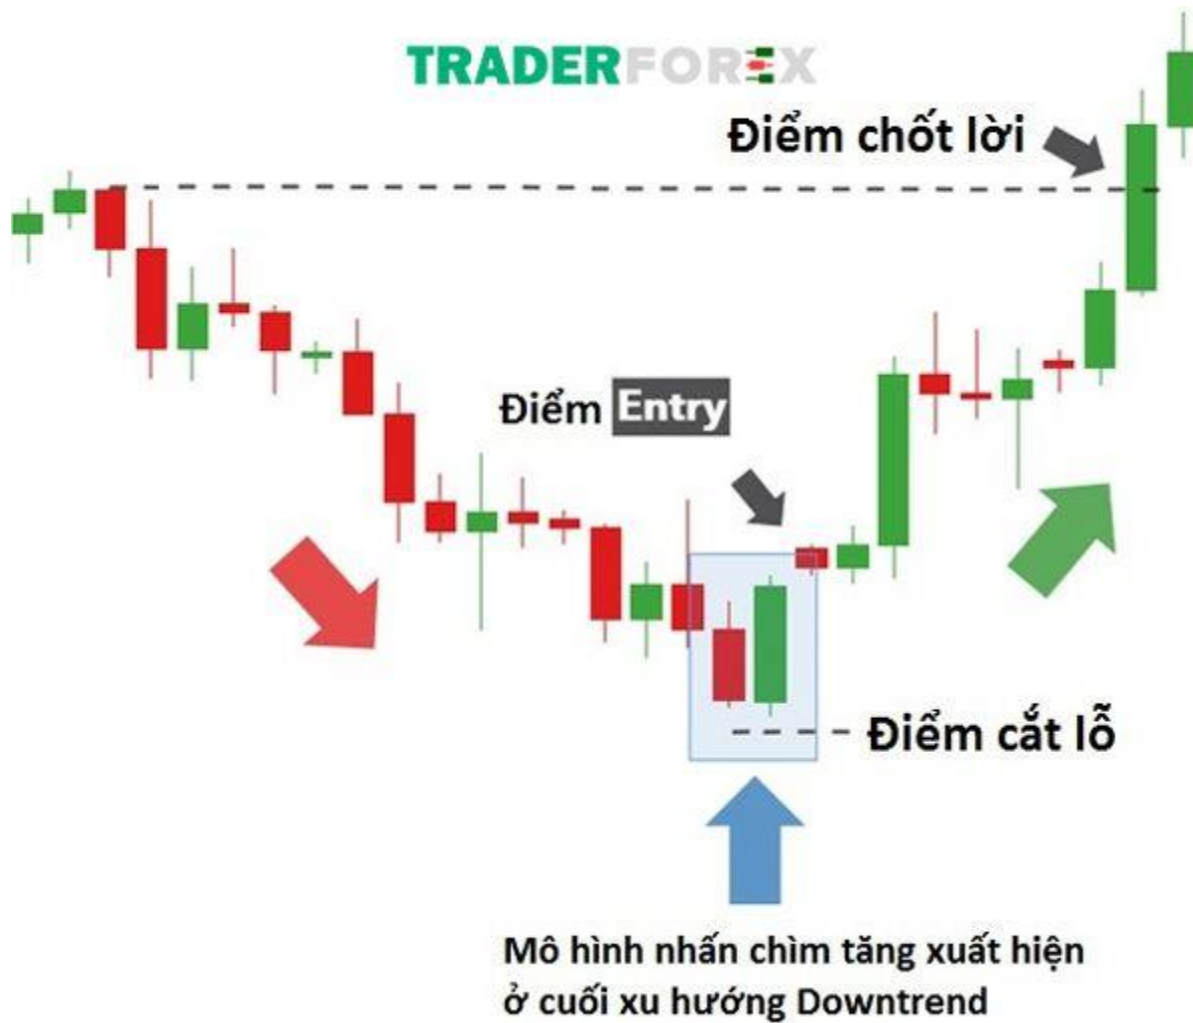 TRADERFOREX
Điểm chốt lời
Điểm Entry
Điểm cắt lỗ
Mô hình nhấn chìm tăng xuất hiện
ở cuối xu hướng Downtrend